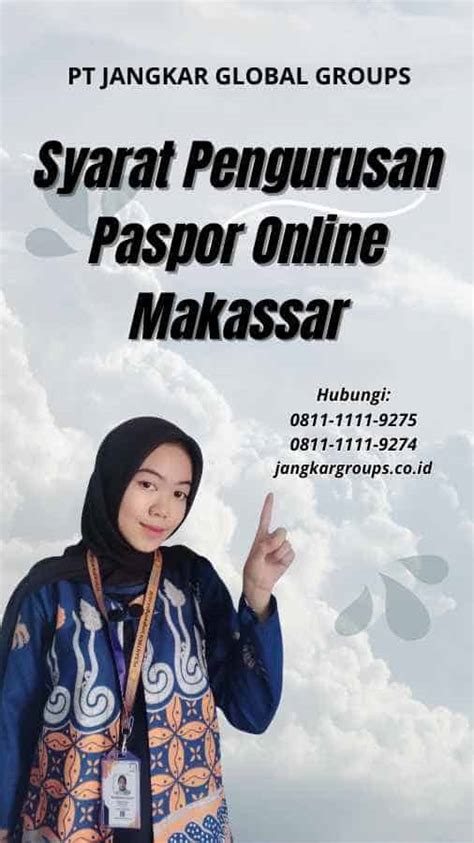 PT JANGKAR GLOBAL GROUPS
Syarat Pengurusan
Paspor Online
Makassar
Hubungi:
0811-1111-9275
0811-1111-9274
jangkargroups.co.id